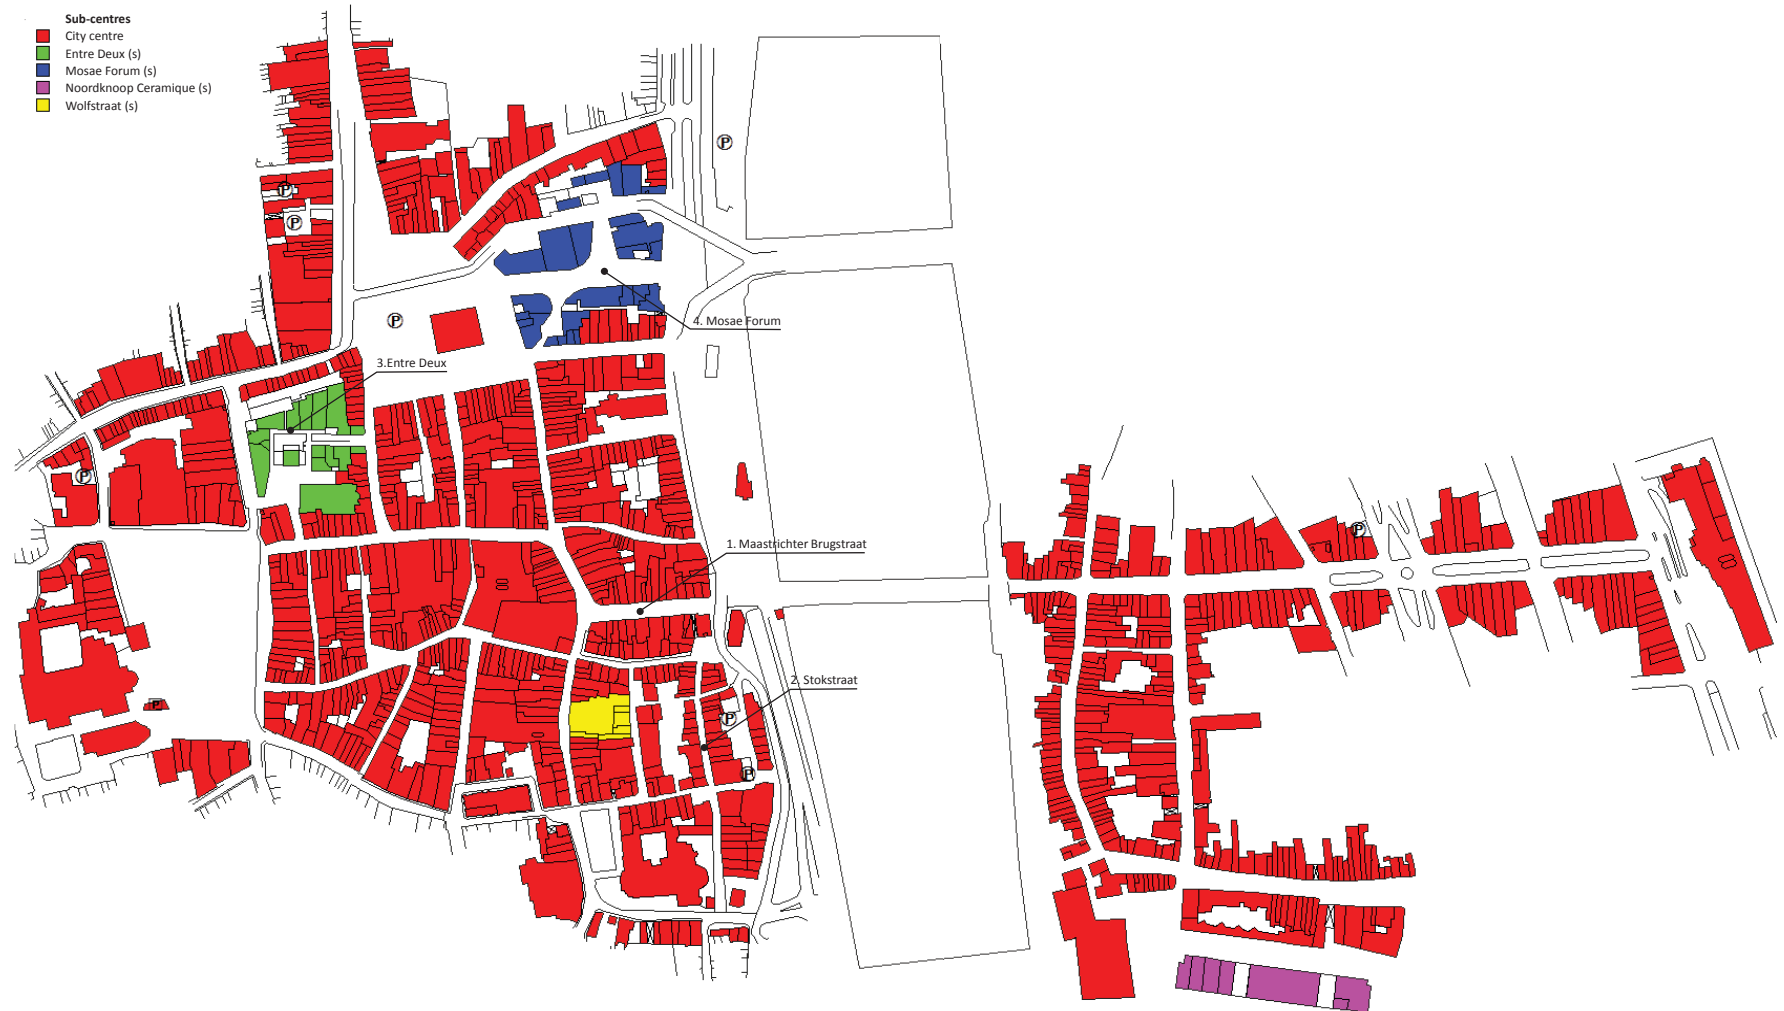 Sub-centres
City centre
Entre Deux (s)
Mosae Forum (s)
Noordknoop Ceramique (s)
Wolfstraat (s)
P
P
P
P
4. Mosae Forum
3.Entre Deux
P
P
1. Maastrichter Brugstraat
2. Stokstraat
P
P
P